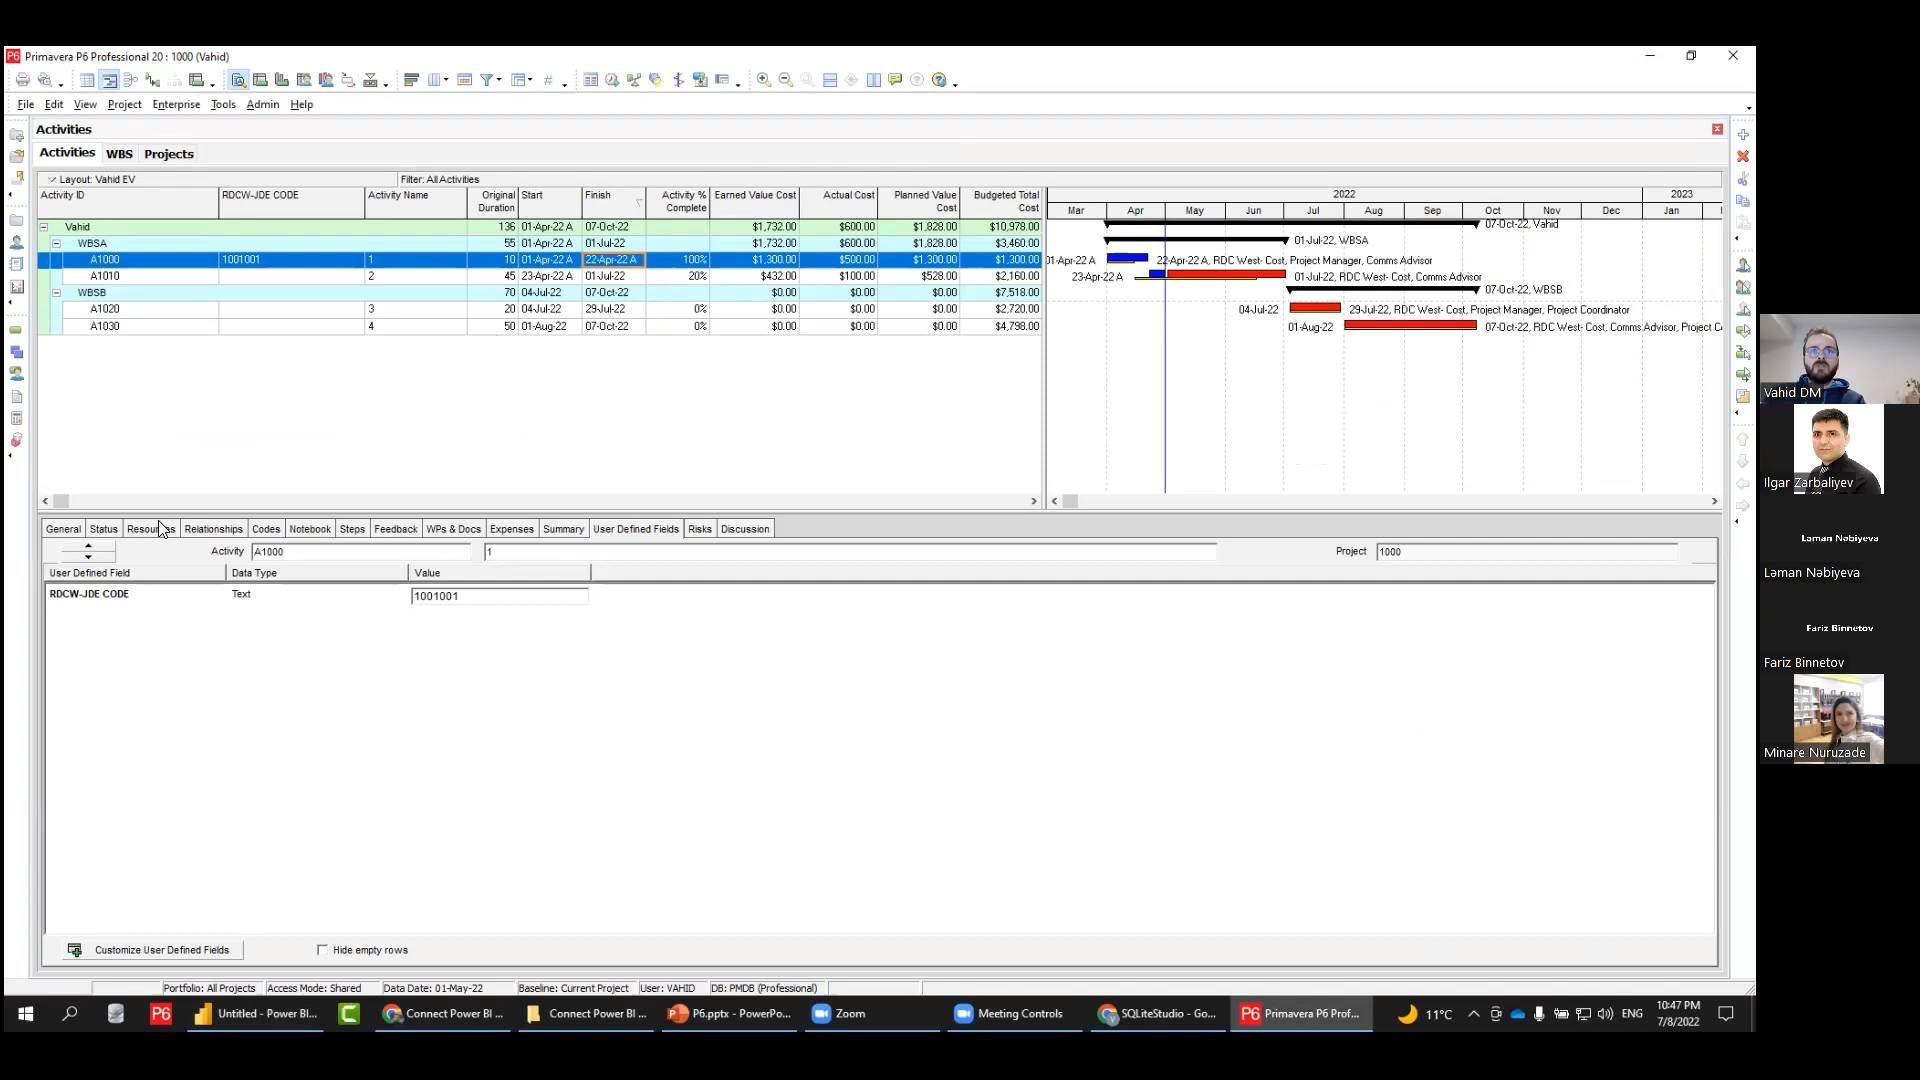 Primavera P6 Professional 20 : 1000 (Vahid)
File Edit View Project Enterprise Tools Admin Help
Activities
Activities WBS Projects
Layout: Vahid EV Filter: All Activities
Activity ID RDCW-JDE CODE Activity Name Original Duration Start Finish Activity % Complete Earned Value Cost Actual Cost Planned Value Cost Budgeted Total Cost
2022 2023
Mar Apr May Jun Jul Aug Sep Oct Nov Dec Jan
Vahid 136 01-Apr-22 A 07-Oct-22 $1,732.00 $600.00 $1,828.00 $10,978.00 07-Oct-22, Vahid
WBSA 55 01-Apr-22 A 01-Jul-22 $1,732.00 $600.00 $1,828.00 $3,460.00 01-Jul-22, WBSA
A1000 1001001 1 10 01-Apr-22 A 22-Apr-22 A 100% $1,300.00 $500.00 $1,300.00 $1,300.00 01-Apr-22 A 22-Apr-22 A, RDC West- Cost, Project Manager, Comms Advisor
A1010 2 45 23-Apr-22 A 01-Jul-22 20% $432.00 $100.00 $528.00 $2,160.00 23-Apr-22 A 01-Jul-22, RDC West- Cost, Comms Advisor
WBSB 70 04-Jul-22 07-Oct-22 $0.00 $0.00 $0.00 $7,518.00 07-Oct-22, WBSB
A1020 3 20 04-Jul-22 29-Jul-22 0% $0.00 $0.00 $0.00 $2,720.00 04-Jul-22 29-Jul-22, RDC West- Cost, Project Manager, Project Coordinator
A1030 4 50 01-Aug-22 07-Oct-22 0% $0.00 $0.00 $0.00 $4,798.00 01-Aug-22 07-Oct-22, RDC West- Cost, Comms Advisor, Project C
General Status Resources Relationships Codes Notebook Steps Feedback WPs & Docs Expenses Summary User Defined Fields Risks Discussion
Activity A1000 1 Project 1000
User Defined Field Data Type Value
RDCW-JDE CODE Text 1001001
Customize User Defined Fields Hide empty rows
Portfolio: All Projects Access Mode: Shared Data Date: 01-May-22 Baseline: Current Project User: VAHID DB: PMDB (Professional)
P6 Untitled - Power BI... Connect Power BI ... Connect Power BI ... P6.pptx - PowerPo... Zoom Meeting Controls SQLiteStudio - Go... Primavera P6 Prof... 11°C ENG 10:47 PM
7/8/2022
Vahid DM
Ilgar Zarbaliyev
Laman Nəbiyeva
Ləman Nəbiyeva
Fariz Binnetov
Fariz Binnetov
Minare Nuruzade